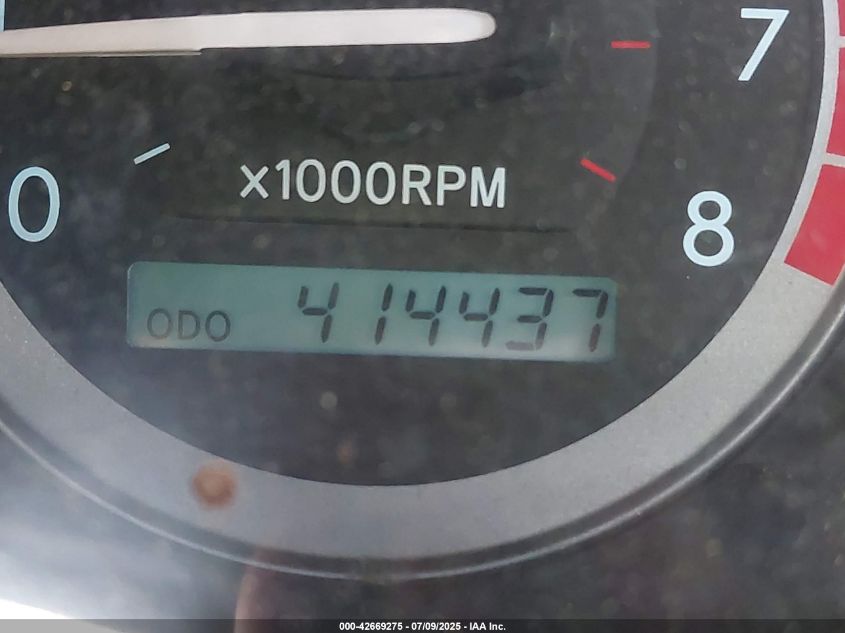 7
x1000RPM
0
8
ODO 414437
000-42669275 - 07/09/2025 - IAA Inc.